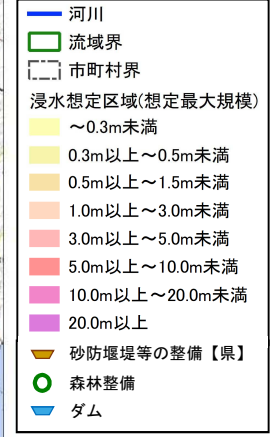 河川
流域界
市町村界
浸水想定区域(想定最大規模)
～0.3m未満
0.3m以上～0.5m未満
0.5m以上～1.5m未満
1.0m以上～3.0m未満
3.0m以上～5.0m未満
5.0m以上～10.0m未満
10.0m以上～20.0m未満
20.0m以上
砂防堰堤等の整備【県】
森林整備
ダム